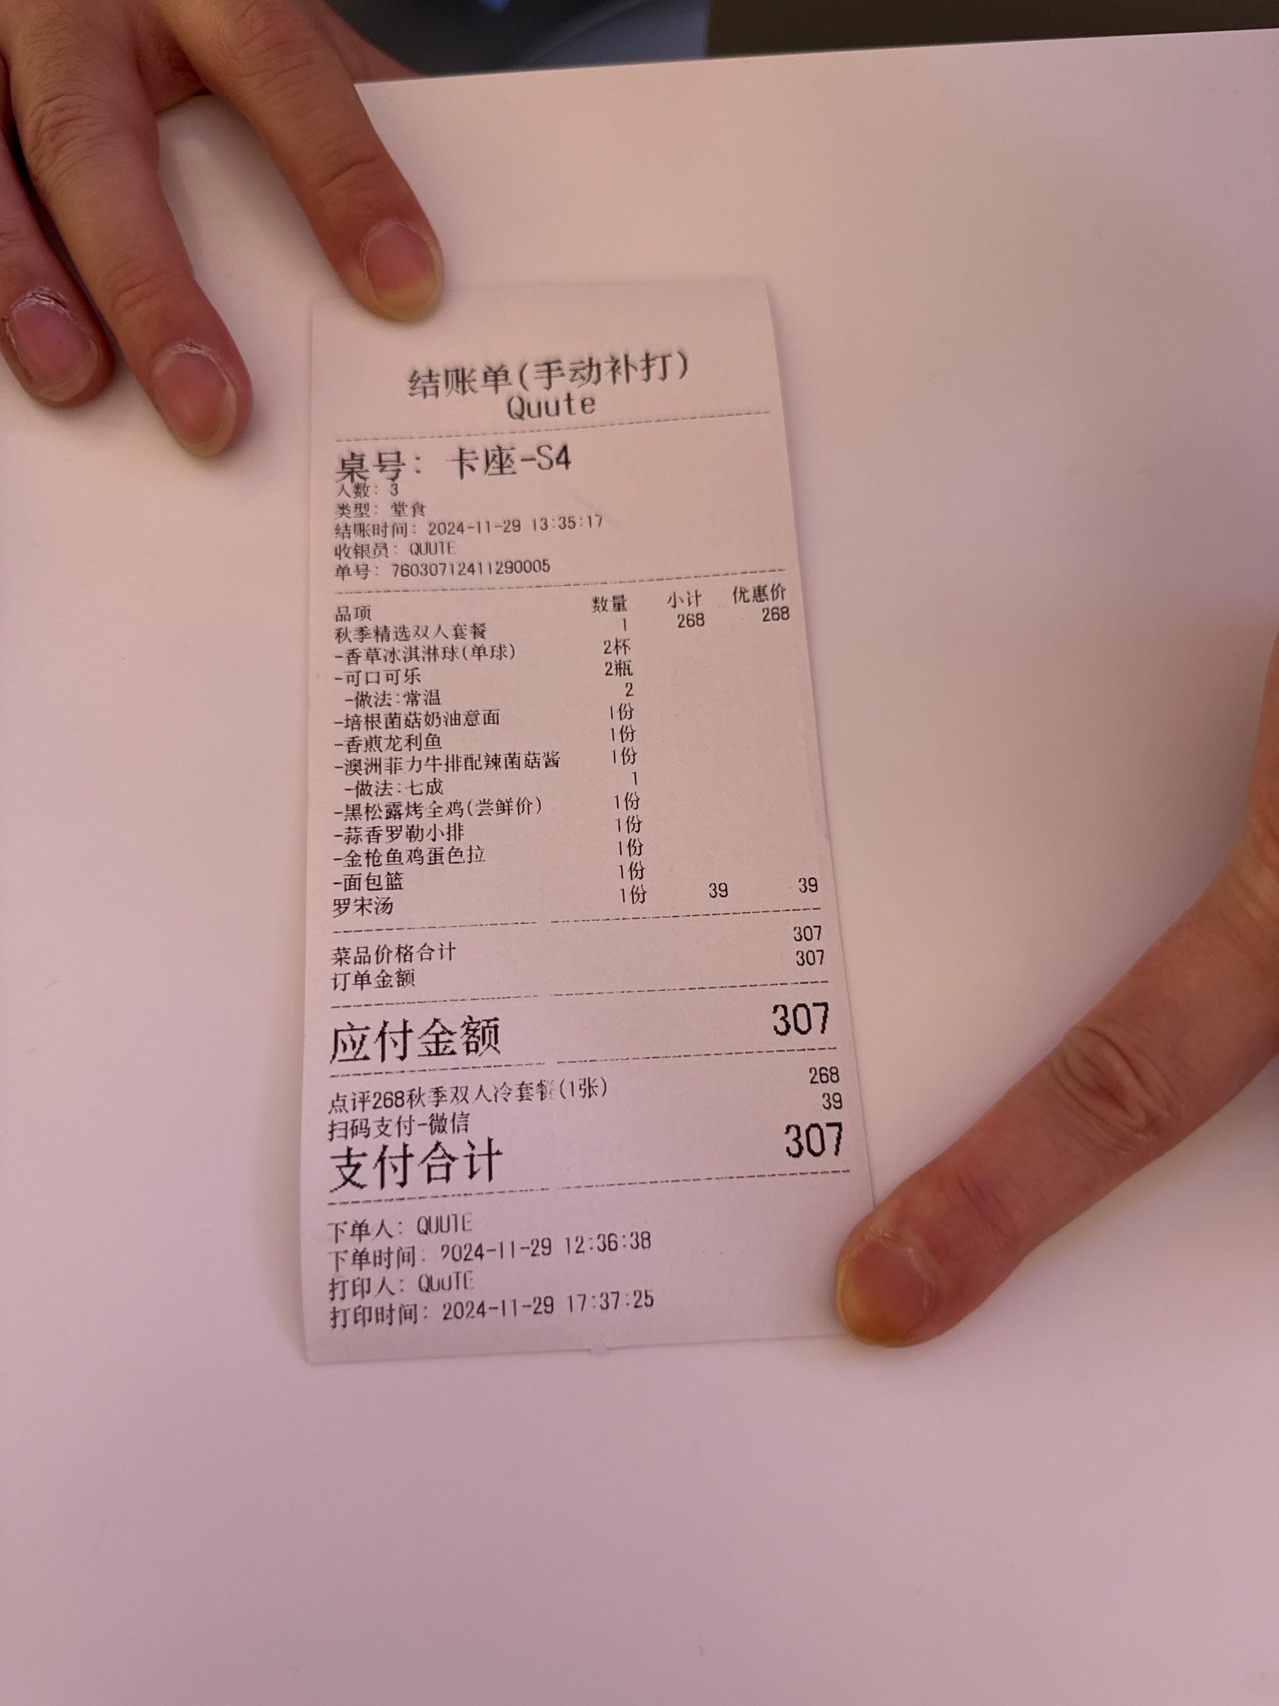 结账单(手动补打)
Quute
桌号: 卡座-S4
人数: 3
类型: 堂食
结账时间: 2024-11-29 13:35:17
收银员: QUUTE
单号: 76030712411290005
品项 数量 小计 优惠价
秋季精选双人套餐 1 268 268
-香草冰淇淋球(单球) 2杯
-可口可乐 2瓶
-做法:常温 2
-培根菌菇奶油意面 1份
-香煎龙利鱼 1份
-澳洲菲力牛排配辣菌菇酱 1份
-做法:七成 1
-黑松露烤全鸡(尝鲜价) 1份
-蒜香罗勒小排 1份
-金枪鱼鸡蛋色拉 1份
-面包篮 1份
罗宋汤 1份 39 39
菜品价格合计 307
订单金额 307
应付金额 307
点评268秋季双人冷套餐(1张) 268
扫码支付-微信 39
支付合计 307
下单人: QUUTE
下单时间: 2024-11-29 12:36:38
打印人: QuuTE
打印时间: 2024-11-29 17:37:25